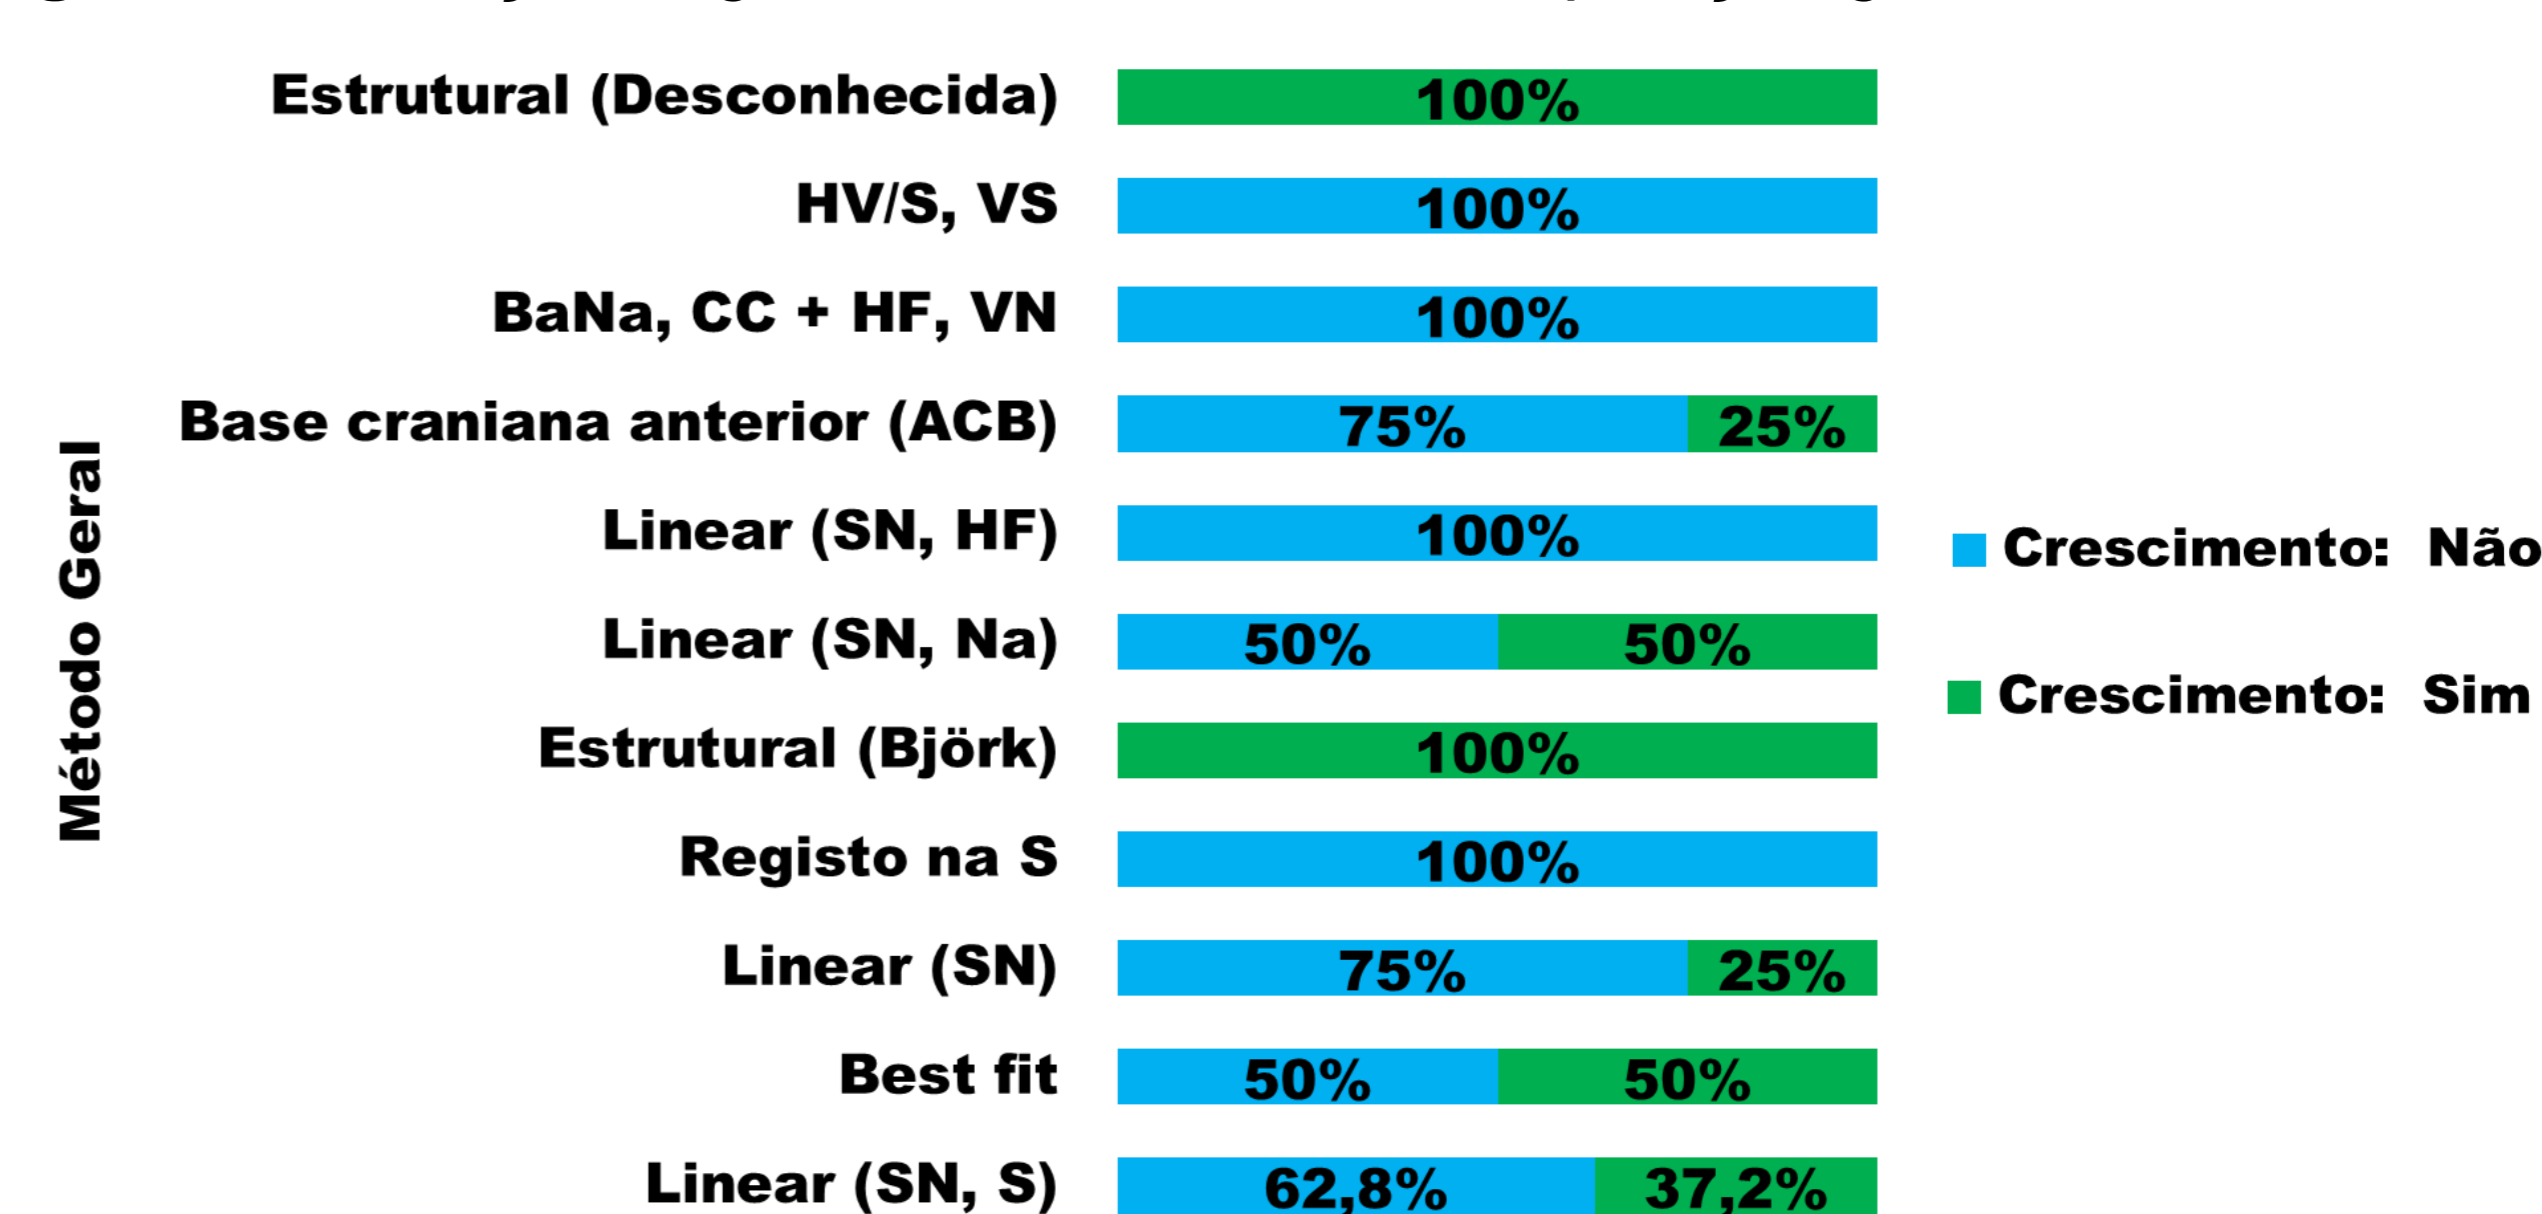 Estrutural (Desconhecida) 100%
HV/S, VS 100%
BaNa, CC + HF, VN 100%
Base craniana anterior (ACB) 75% 25%
Linear (SN, HF) 100%
Linear (SN, Na) 50% 50%
Estrutural (Björk) 100%
Registo na S 100%
Linear (SN) 75% 25%
Best fit 50% 50%
Linear (SN, S) 62,8% 37,2%
Método Geral
Crescimento: Não
Crescimento: Sim